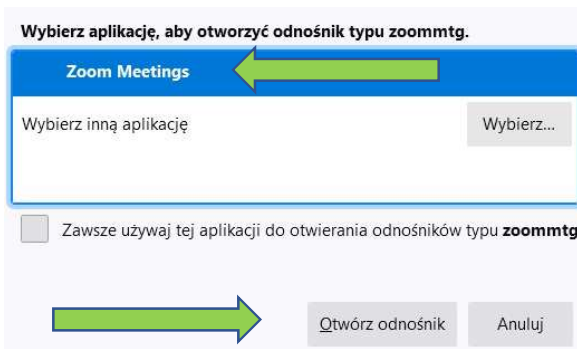 Wybierz aplikację, aby otworzyć odnośnik typu zoommtg.
Zoom Meetings
Wybierz inną aplikację Wybierz...
Zawsze używaj tej aplikacji do otwierania odnośników typu zoommtg
Otwórz odnośnik Anuluj